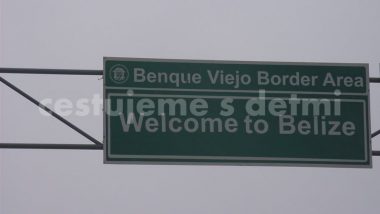 Benque Viejo Border Area
cestujeme s detmi
Welcome to Belize